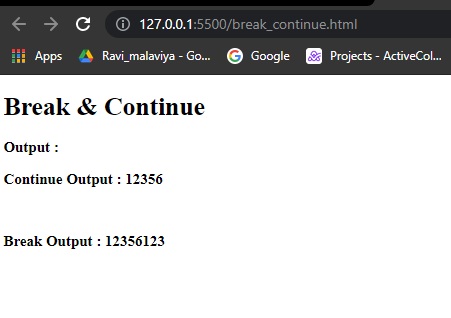 127.0.0.1:5500/break_continue.html
Apps Ravi_malaviya - Go... Google Projects - ActiveCol...
Break & Continue
Output :
Continue Output : 12356
Break Output : 12356123